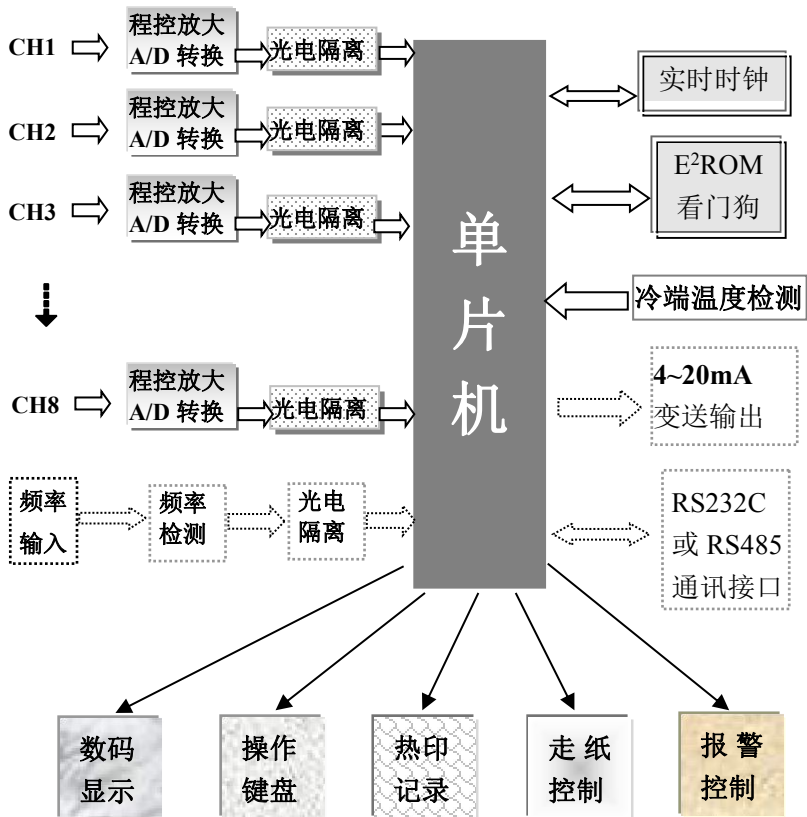 CH1
程控放大
A/D 转换
光电隔离
CH2
程控放大
A/D 转换
光电隔离
CH3
程控放大
A/D 转换
光电隔离
CH8
程控放大
A/D 转换
光电隔离
频率
输入
频率
检测
光电
隔离
单
片
机
实时时钟
E²ROM
看门狗
冷端温度检测
4~20mA
变送输出
RS232C
或 RS485
通讯接口
数码
显示
操作
键盘
热印
记录
走 纸
控制
报 警
控制